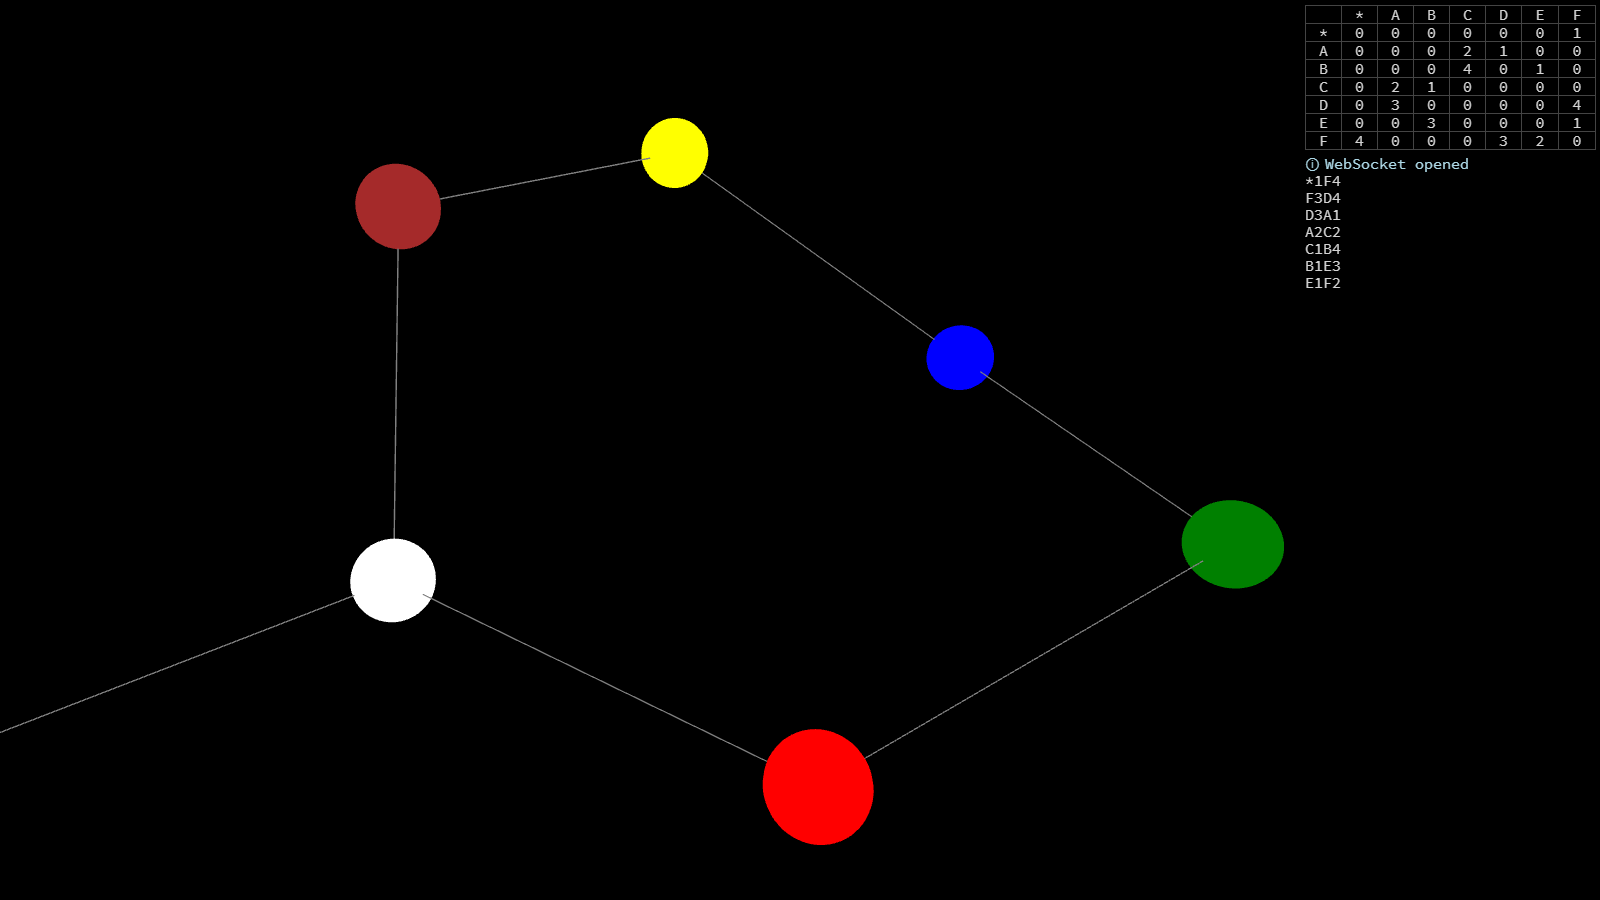 * A B C D E F
* 0 0 0 0 0 0 1
A 0 0 0 2 1 0 0
B 0 0 0 4 0 1 0
C 0 2 1 0 0 0 0
D 0 3 0 0 0 0 4
E 0 0 3 0 0 0 1
F 4 0 0 0 3 2 0
ⓘ WebSocket opened
*1F4
F3D4
D3A1
A2C2
C1B4
B1E3
E1F2